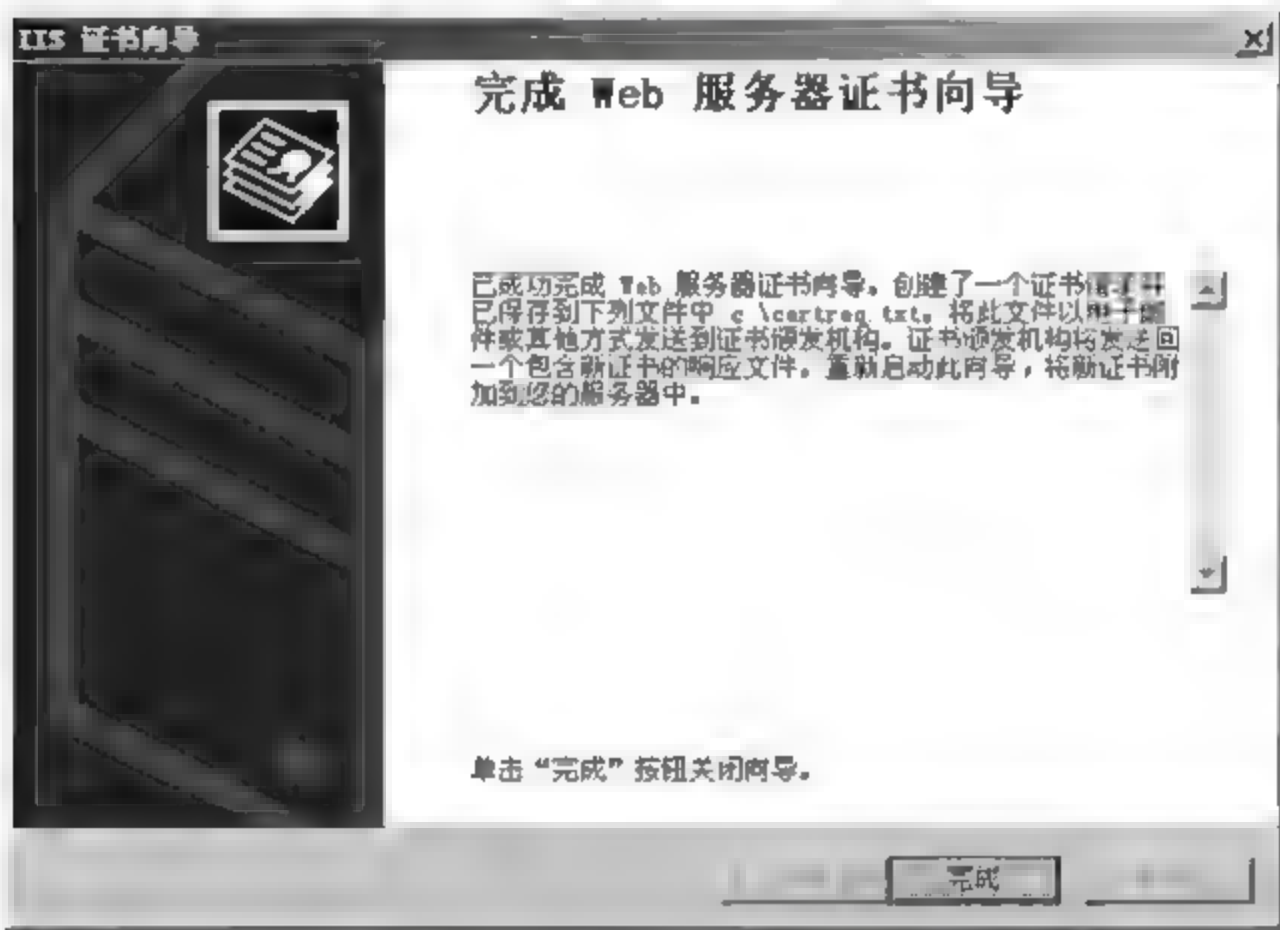 IIS 证书向导
完成 Web 服务器证书向导
已成功完成 Web 服务器证书向导。创建了一个证书
已保存到下列文件中 c \certreq txt。将此文件以
件或其他方式发送到证书颁发机构。证书颁发机构将发送回
一个包含新证书的响应文件。重新启动此向导，将新证书附
加到您的服务器中。
单击“完成”按钮关闭向导。
完成